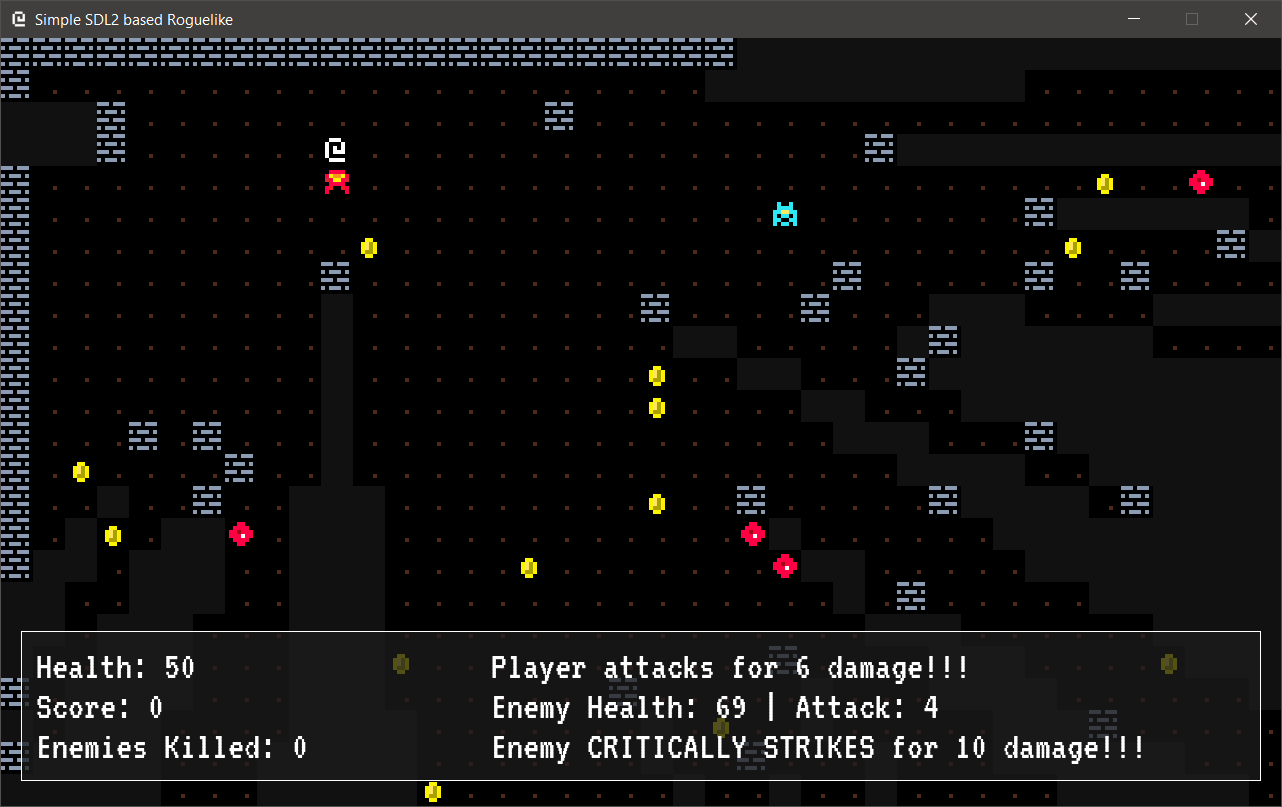 Simple SDL2 based Roguelike
Health: 50
Player attacks for 6 damage!!!
Score: 0
Enemy Health: 69 | Attack: 4
Enemies Killed: 0
Enemy CRITICALLY STRIKES for 10 damage!!!